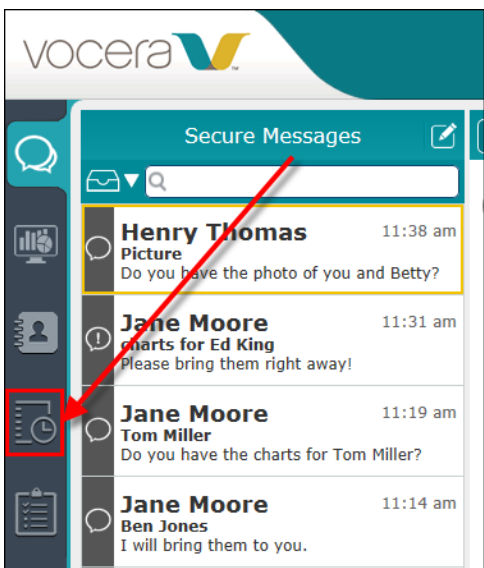 vocera
Secure Messages
Henry Thomas 11:38 am
Picture
Do you have the photo of you and Betty?
Jane Moore 11:31 am
charts for Ed King
Please bring them right away!
Jane Moore 11:19 am
Tom Miller
Do you have the charts for Tom Miller?
Jane Moore 11:14 am
Ben Jones
I will bring them to you.